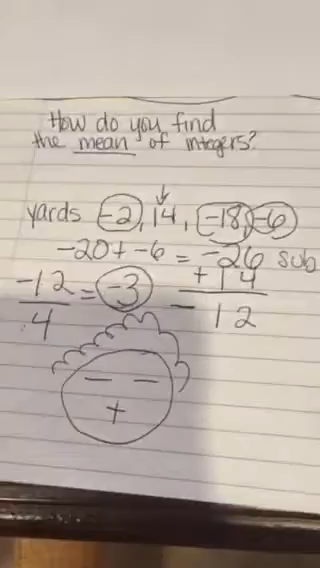 How do you find
the mean of integers?
yards -2, 14, -18, -6
-20 + -6 = -26 sub
+ 14
- 12
-12/4 = -3
- -
+